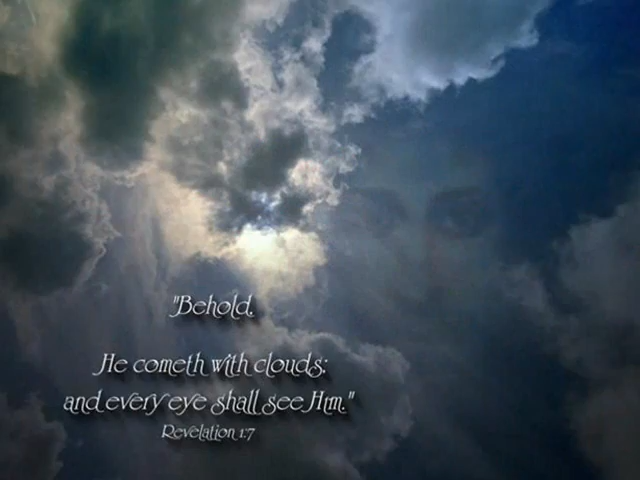 "Behold,
He cometh with clouds;
and every eye shall see Him."
Revelation 1:7